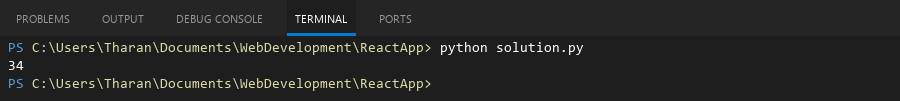 PROBLEMS OUTPUT DEBUG CONSOLE TERMINAL PORTS
PS C:\Users\Tharan\Documents\WebDevelopment\ReactApp> python solution.py
34
PS C:\Users\Tharan\Documents\WebDevelopment\ReactApp>